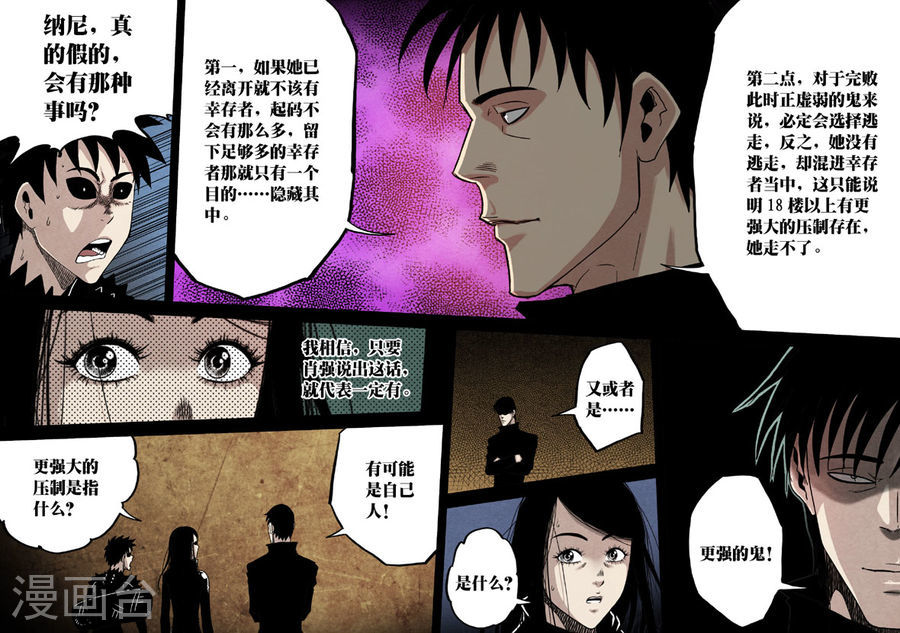 纳尼，真
的假的，
会有那种
事吗？
第一，如果她已
经离开就不该有
幸存者，起码不
会有那么多，留
下足够多的幸存
者那就只有一个
目的……隐藏其
中。
第二点，对于完败
此时正虚弱的鬼来
说，必定会选择逃
走，反之，她没有
逃走，却混进幸存
者当中，这只能说
明18楼以上有更
强大的压制存在，
她走不了。
我相信，只要
肖强说出这话，
就代表一定有。
更强大的
压制是指
什么？
有可能
是自己
人！
又或者
是……
是什么？
更强的鬼！
漫画台